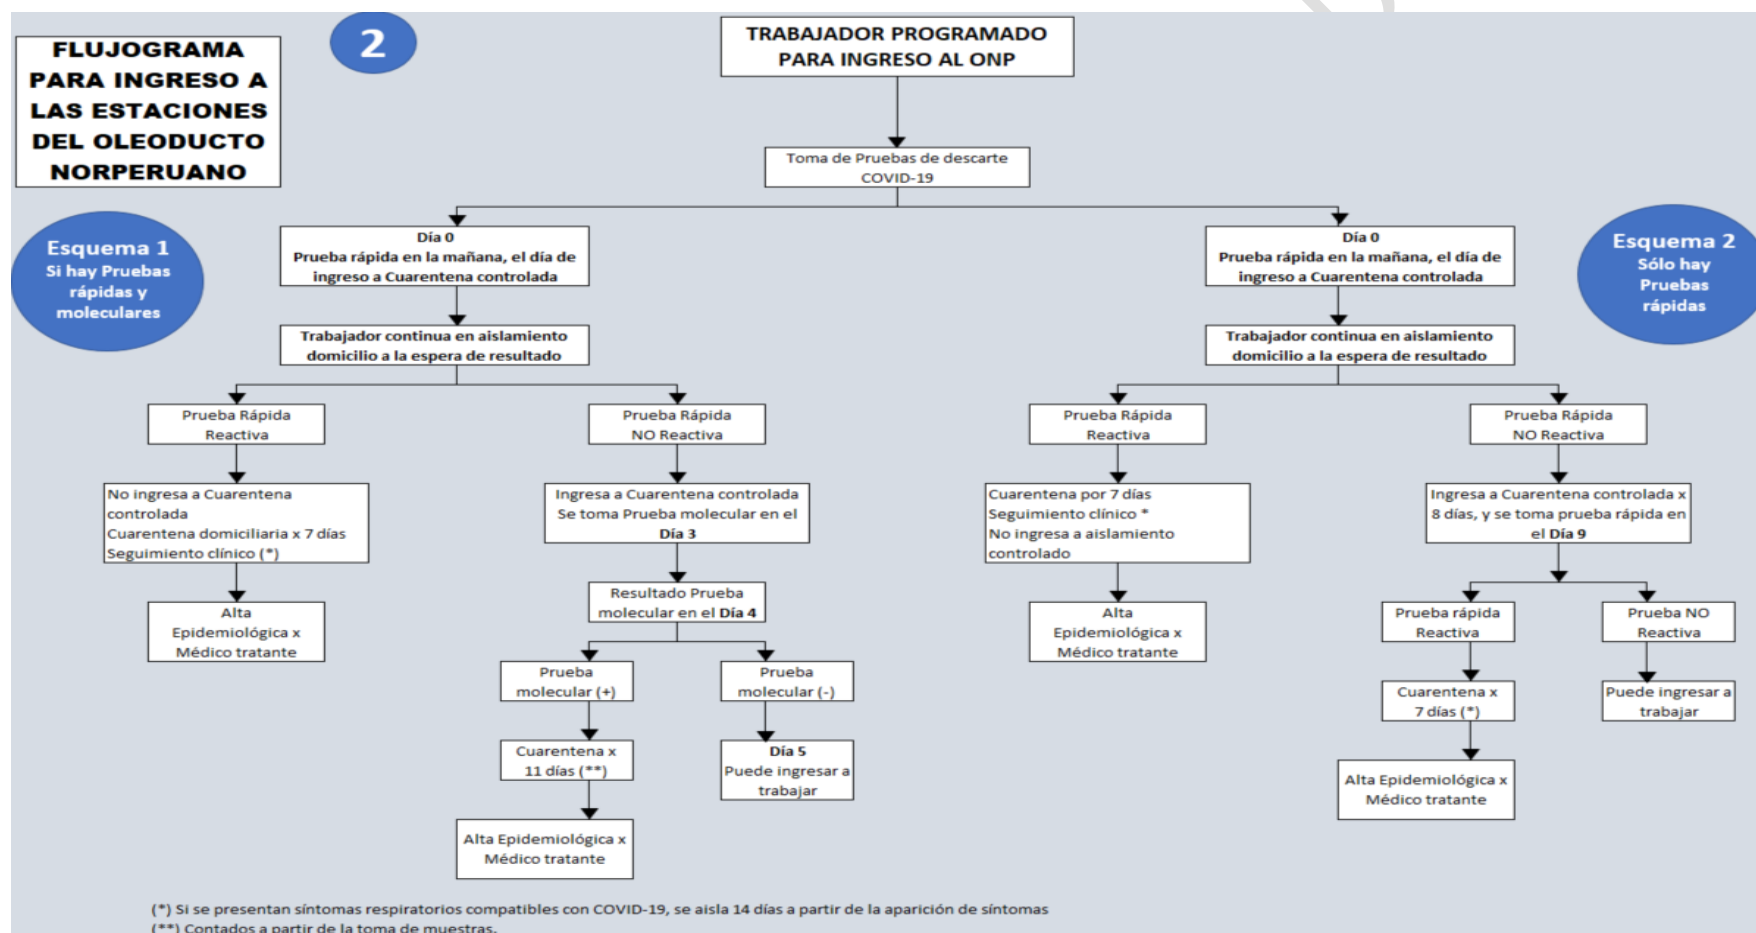 FLUJOGRAMA
PARA INGRESO A
LAS ESTACIONES
DEL OLEODUCTO
NORPERUANO
2
TRABAJADOR PROGRAMADO
PARA INGRESO AL ONP
Toma de Pruebas de descarte
COVID-19
Esquema 1
Si hay Pruebas
rápidas y
moleculares
Día 0
Prueba rápida en la mañana, el día de
ingreso a Cuarentena controlada
Trabajador continua en aislamiento
domicilio a la espera de resultado
Prueba Rápida
Reactiva
No ingresa a Cuarentena
controlada
Cuarentena domiciliaria x 7 días
Seguimiento clínico (*)
Alta
Epidemiológica x
Médico tratante
Prueba Rápida
NO Reactiva
Ingresa a Cuarentena controlada
Se toma Prueba molecular en el
Día 3
Resultado Prueba
molecular en el Día 4
Prueba
molecular (+)
Cuarentena x
11 días (**)
Alta Epidemiológica x
Médico tratante
Prueba
molecular (-)
Día 5
Puede ingresar a
trabajar
Esquema 2
Sólo hay
Pruebas
rápidas
Día 0
Prueba rápida en la mañana, el día de
ingreso a Cuarentena controlada
Trabajador continua en aislamiento
domicilio a la espera de resultado
Prueba Rápida
Reactiva
Cuarentena por 7 días
Seguimiento clínico *
No ingresa a aislamiento
controlado
Alta
Epidemiológica x
Médico tratante
Prueba Rápida
NO Reactiva
Ingresa a Cuarentena controlada x
8 días, y se toma prueba rápida en
el Día 9
Prueba rápida
Reactiva
Cuarentena x
7 días (*)
Alta Epidemiológica x
Médico tratante
Prueba NO
Reactiva
Puede ingresar a
trabajar
(*) Si se presentan síntomas respiratorios compatibles con COVID-19, se aisla 14 días a partir de la aparición de síntomas
(**) Contados a partir de la toma de muestras.